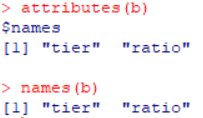 > attributes(b)
$names
[1] "tier" "ratio"
> names(b)
[1] "tier" "ratio"